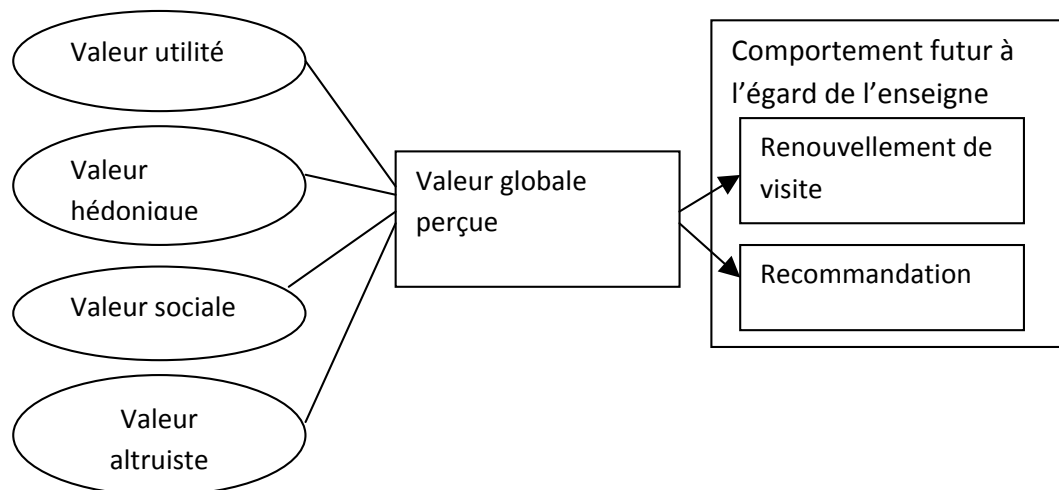 Valeur utilité
Valeur
hédonique
Valeur sociale
Valeur
altruiste
Valeur globale
perçue
Comportement futur à
l’égard de l’enseigne
Renouvellement de
visite
Recommandation